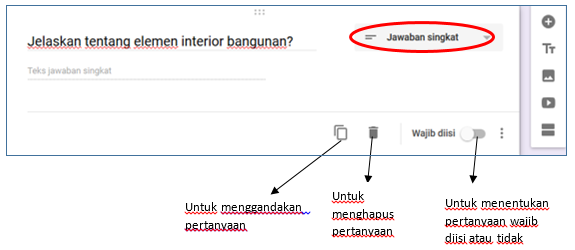 Jelaskan tentang elemen interior bangunan?
Jawaban singkat
Teks jawaban singkat
Tт
Wajib diisi
Untuk menggandakan
pertanyaan
Untuk
menghapus
pertanyaan
Untuk menentukan
pertanyaan wajib
diisi atau tidak